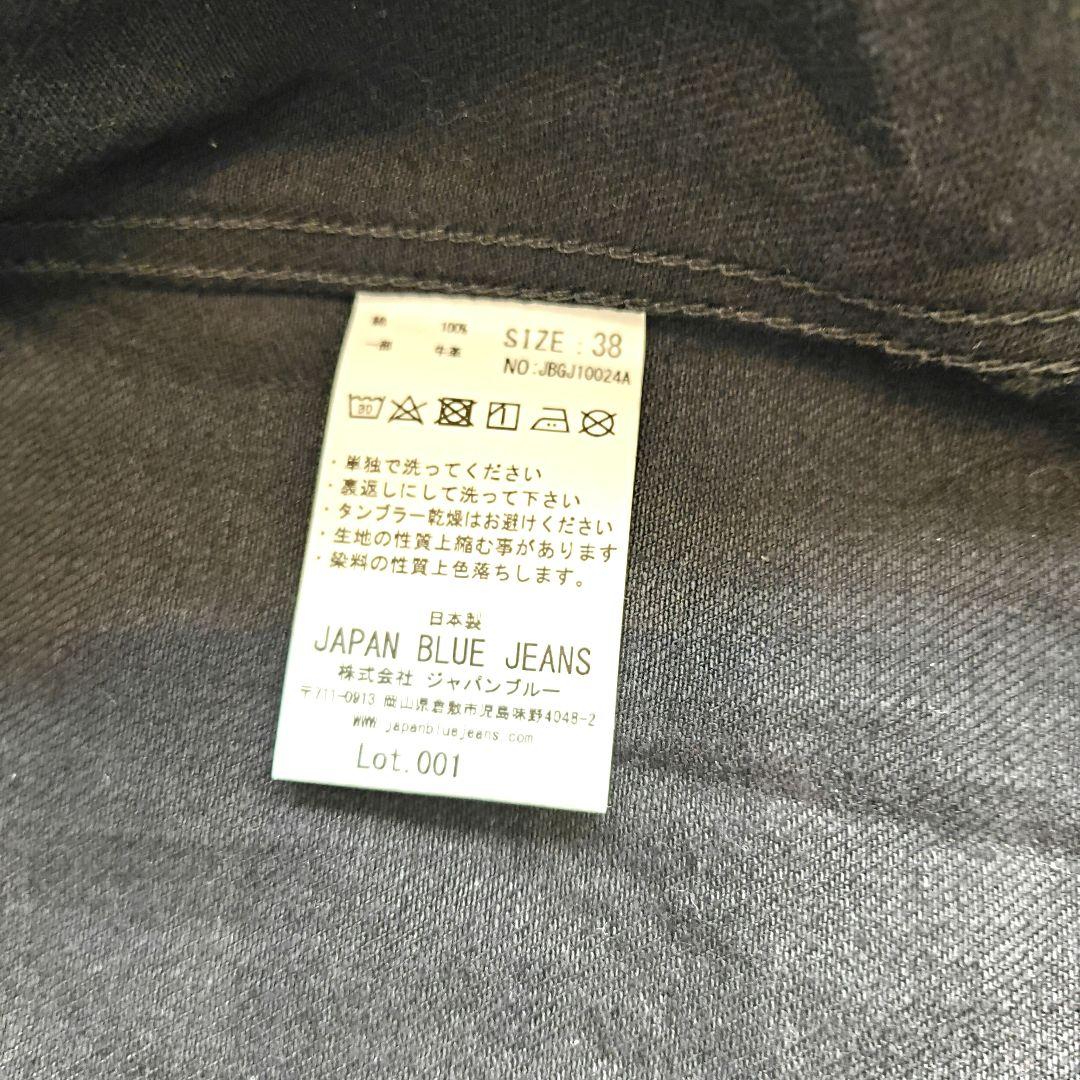 綿 100% SIZE : 38
一部 牛革 NO:JBGJ10024A
30
・単独で洗ってください
・裏返しにして洗って下さい
・タンブラー乾燥はお避けください
・生地の性質上縮む事があります
・染料の性質上色落ちします。
日本製
JAPAN BLUE JEANS
株式会社 ジャパンブルー
〒711-0913 岡山県倉敷市児島味野4048-2
www.japanbluejeans.com
Lot.001